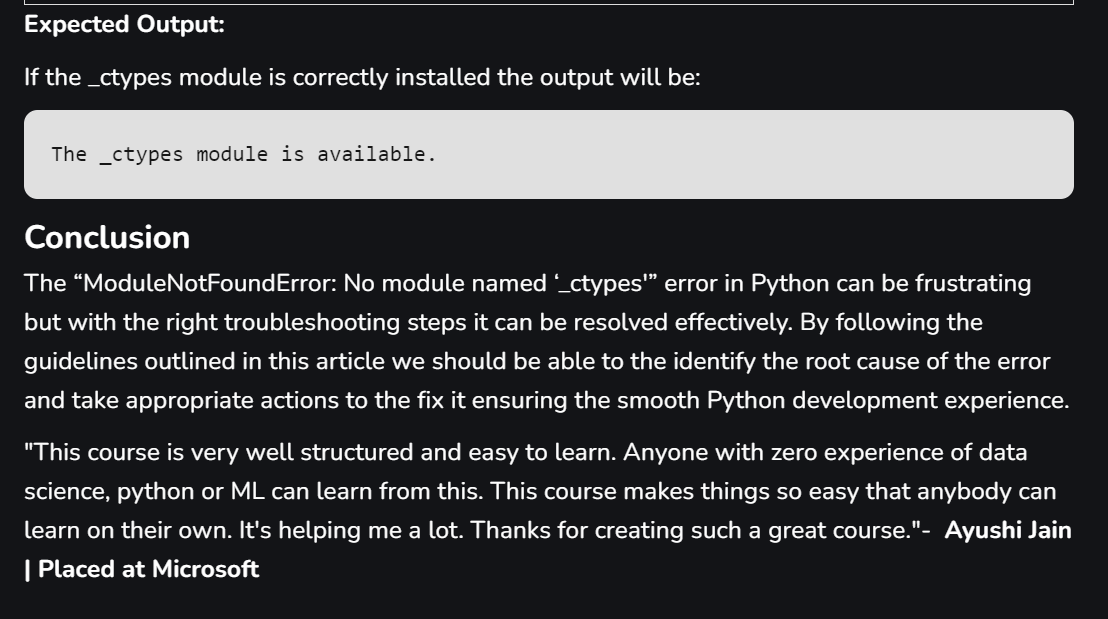 Expected Output:
If the _ctypes module is correctly installed the output will be:
The _ctypes module is available.
Conclusion
The “ModuleNotFoundError: No module named ‘_ctypes'” error in Python can be frustrating
but with the right troubleshooting steps it can be resolved effectively. By following the
guidelines outlined in this article we should be able to the identify the root cause of the error
and take appropriate actions to the fix it ensuring the smooth Python development experience.
"This course is very well structured and easy to learn. Anyone with zero experience of data
science, python or ML can learn from this. This course makes things so easy that anybody can
learn on their own. It's helping me a lot. Thanks for creating such a great course."- Ayushi Jain
| Placed at Microsoft